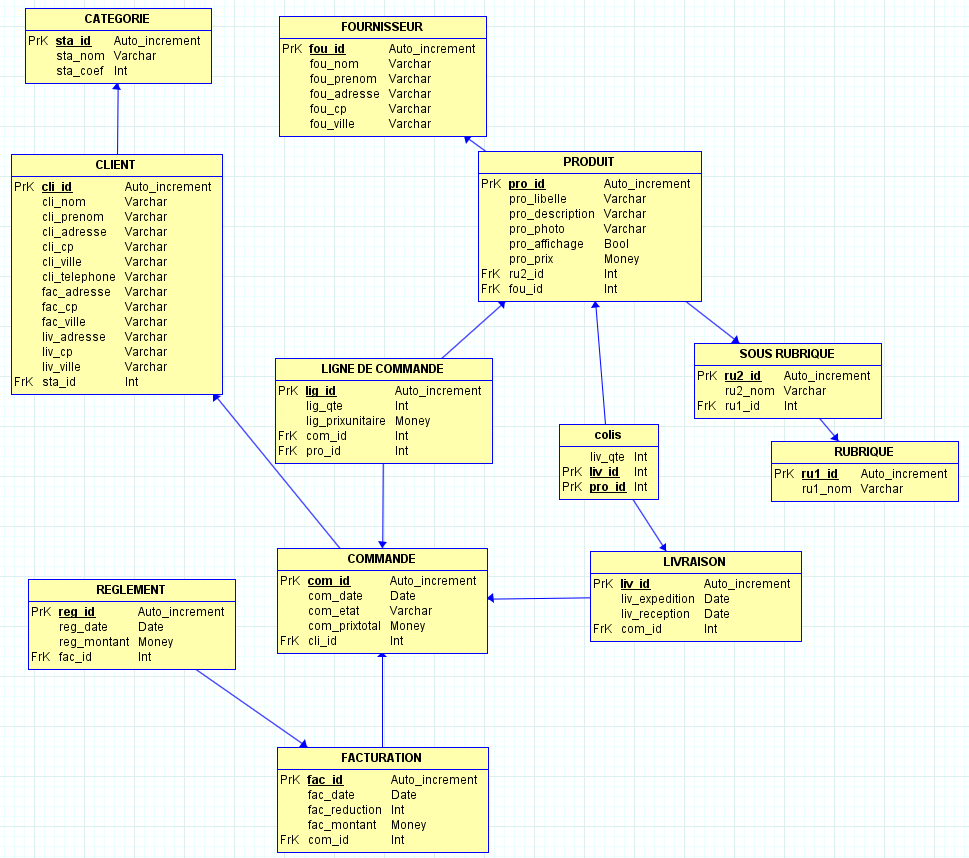 CATEGORIE
PrK sta_id Auto_increment
sta_nom Varchar
sta_coef Int
FOURNISSEUR
PrK fou_id Auto_increment
fou_nom Varchar
fou_prenom Varchar
fou_adresse Varchar
fou_cp Varchar
fou_ville Varchar
CLIENT
PrK cli_id Auto_increment
cli_nom Varchar
cli_prenom Varchar
cli_adresse Varchar
cli_cp Varchar
cli_ville Varchar
cli_telephone Varchar
fac_adresse Varchar
fac_cp Varchar
fac_ville Varchar
liv_adresse Varchar
liv_cp Varchar
liv_ville Varchar
FrK sta_id Int
PRODUIT
PrK pro_id Auto_increment
pro_libelle Varchar
pro_description Varchar
pro_photo Varchar
pro_affichage Bool
pro_prix Money
FrK ru2_id Int
FrK fou_id Int
LIGNE DE COMMANDE
PrK lig_id Auto_increment
lig_qte Int
lig_prixunitaire Money
FrK com_id Int
FrK pro_id Int
SOUS RUBRIQUE
PrK ru2_id Auto_increment
ru2_nom Varchar
FrK ru1_id Int
colis
liv_qte Int
PrK liv_id Int
PrK pro_id Int
RUBRIQUE
PrK ru1_id Auto_increment
ru1_nom Varchar
COMMANDE
PrK com_id Auto_increment
com_date Date
com_etat Varchar
com_prixtotal Money
FrK cli_id Int
LIVRAISON
PrK liv_id Auto_increment
liv_expedition Date
liv_reception Date
FrK com_id Int
REGLEMENT
PrK reg_id Auto_increment
reg_date Date
reg_montant Money
FrK fac_id Int
FACTURATION
PrK fac_id Auto_increment
fac_date Date
fac_reduction Int
fac_montant Money
FrK com_id Int